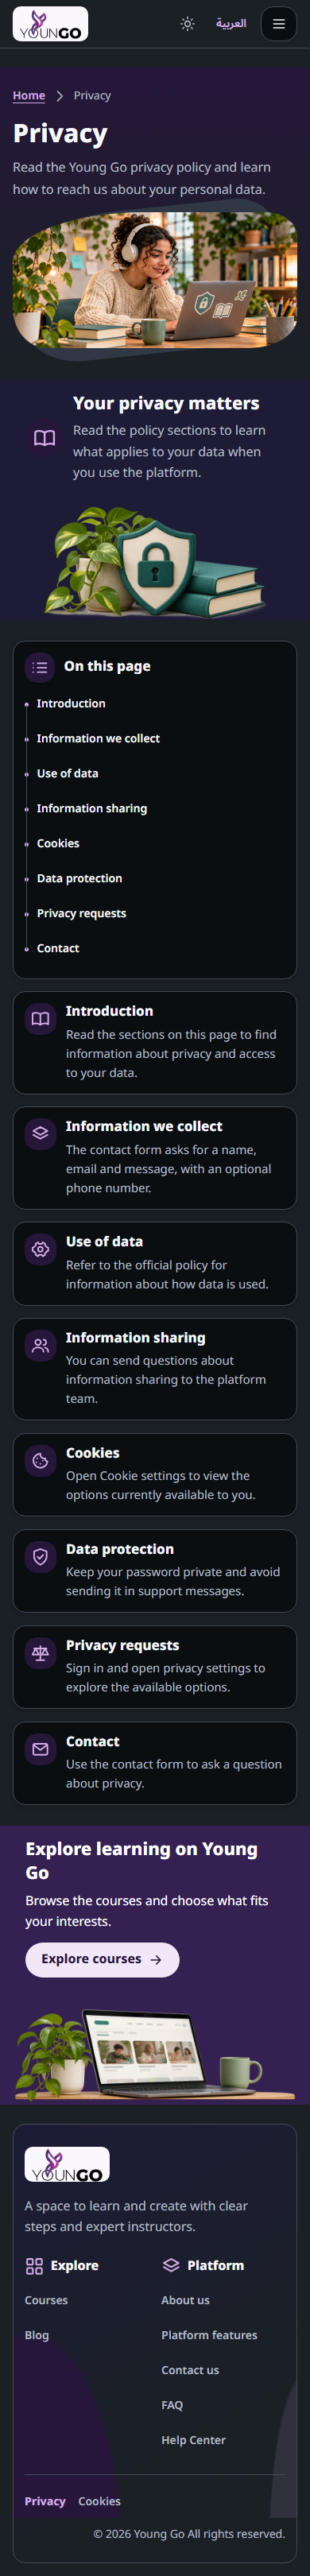 YOUNGO
العربية
Home > Privacy
Privacy
Read the Young Go privacy policy and learn
how to reach us about your personal data.
Your privacy matters
Read the policy sections to learn
what applies to your data when
you use the platform.
On this page
Introduction
Information we collect
Use of data
Information sharing
Cookies
Data protection
Privacy requests
Contact
Introduction
Read the sections on this page to find
information about privacy and access
to your data.
Information we collect
The contact form asks for a name,
email and message, with an optional
phone number.
Use of data
Refer to the official policy for
information about how data is used.
Information sharing
You can send questions about
information sharing to the platform
team.
Cookies
Open Cookie settings to view the
options currently available to you.
Data protection
Keep your password private and avoid
sending it in support messages.
Privacy requests
Sign in and open privacy settings to
explore the available options.
Contact
Use the contact form to ask a question
about privacy.
Explore learning on Young
Go
Browse the courses and choose what fits
your interests.
Explore courses →
YOUNGO
A space to learn and create with clear
steps and expert instructors.
Explore
Courses
Blog
Platform
About us
Platform features
Contact us
FAQ
Help Center
Privacy Cookies
© 2026 Young Go All rights reserved.